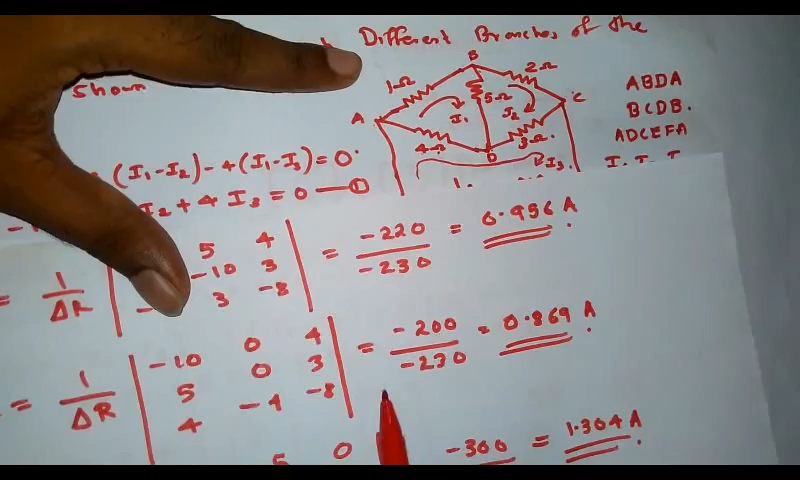 Different Branches of the
Shown
B
1Ω 2Ω
A 5Ω C
I₁ I₂
4Ω 3Ω
D I₃
ABDA
BCDB.
ADCEFA
(I₁-I₂)-4(I₁-I₃)=0
I₂+4I₃=0 —①
= 1/ΔR | 5 4
-10 3
3 -8 | = -220/-230 = 0.956 A.
= 1/ΔR | -10 0 4
5 0 3
4 -4 -8 | = -200/-230 = 0.869 A.
5 0
-300 = 1.304 A.